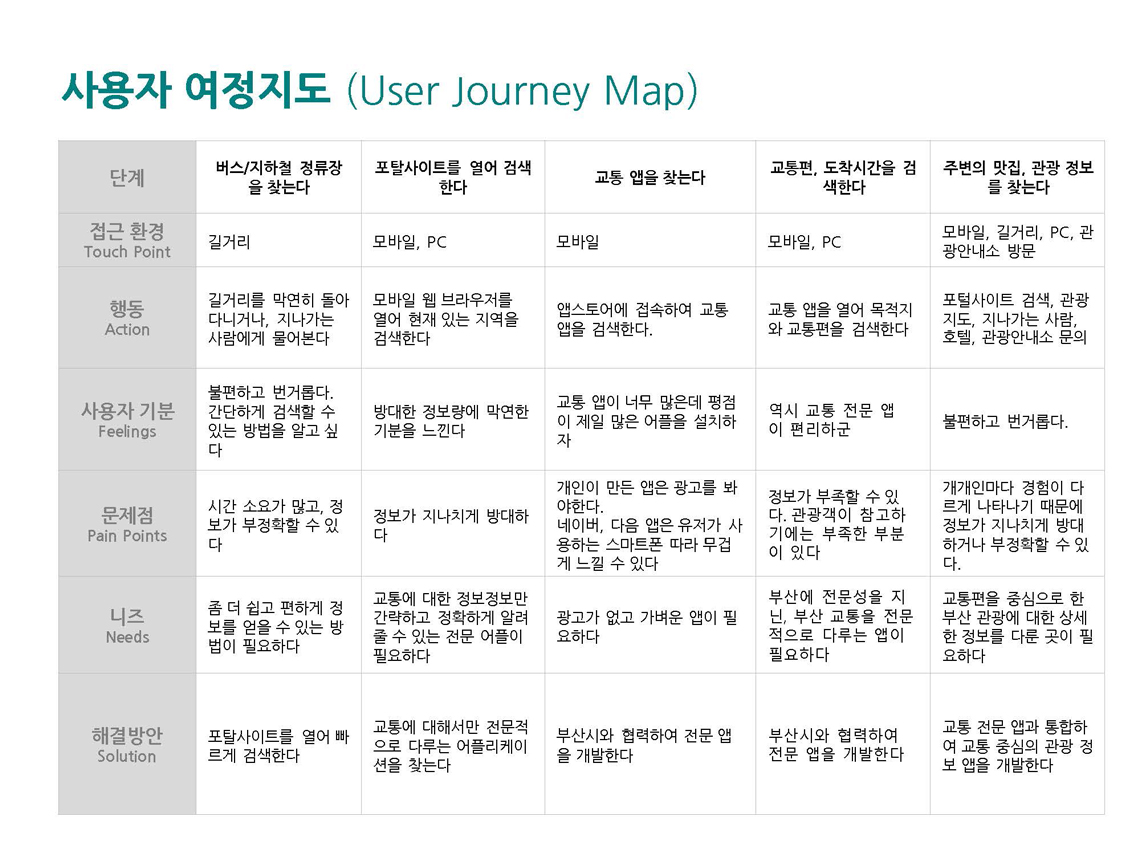 사용자 여정지도 (User Journey Map)
단계
버스/지하철 정류장
을 찾는다
포탈사이트를 열어 검색
한다
교통 앱을 찾는다
교통편, 도착시간을 검
색한다
주변의 맛집, 관광 정보
를 찾는다
접근 환경
Touch Point
길거리
모바일, PC
모바일
모바일, PC
모바일, 길거리, PC, 관
광안내소 방문
행동
Action
길거리를 막연히 돌아
다니거나, 지나가는
사람에게 물어본다
모바일 웹 브라우저를
열어 현재 있는 지역을
검색한다
앱스토어에 접속하여 교통
앱을 검색한다.
교통 앱을 열어 목적지
와 교통편을 검색한다
포털사이트 검색, 관광
지도, 지나가는 사람,
호텔, 관광안내소 문의
사용자 기분
Feelings
불편하고 번거롭다.
간단하게 검색할 수
있는 방법을 알고 싶
다
방대한 정보량에 막연한
기분을 느낀다
교통 앱이 너무 많은데 평점
이 제일 많은 어플을 설치하
자
역시 교통 전문 앱
이 편리하군
불편하고 번거롭다.
문제점
Pain Points
시간 소요가 많고, 정
보가 부정확할 수 있
다
정보가 지나치게 방대하
다
개인이 만든 앱은 광고를 봐
야한다.
네이버, 다음 앱은 유저가 사
용하는 스마트폰 따라 무겁
게 느낄 수 있다
정보가 부족할 수 있
다. 관광객이 참고하
기에는 부족한 부분
이 있다
개개인마다 경험이 다
르게 나타나기 때문에
정보가 지나치게 방대
하거나 부정확할 수 있
다.
니즈
Needs
좀 더 쉽고 편하게 정
보를 얻을 수 있는 방
법이 필요하다
교통에 대한 정보정보만
간략하고 정확하게 알려
줄 수 있는 전문 어플이
필요하다
광고가 없고 가벼운 앱이 필
요하다
부산에 전문성을 지
닌, 부산 교통을 전문
적으로 다루는 앱이
필요하다
교통편을 중심으로 한
부산 관광에 대한 상세
한 정보를 다룬 곳이 필
요하다
해결방안
Solution
포탈사이트를 열어 빠
르게 검색한다
교통에 대해서만 전문적
으로 다루는 어플리케이
션을 찾는다
부산시와 협력하여 전문 앱
을 개발한다
부산시와 협력하여
전문 앱을 개발한다
교통 전문 앱과 통합하
여 교통 중심의 관광 정
보 앱을 개발한다